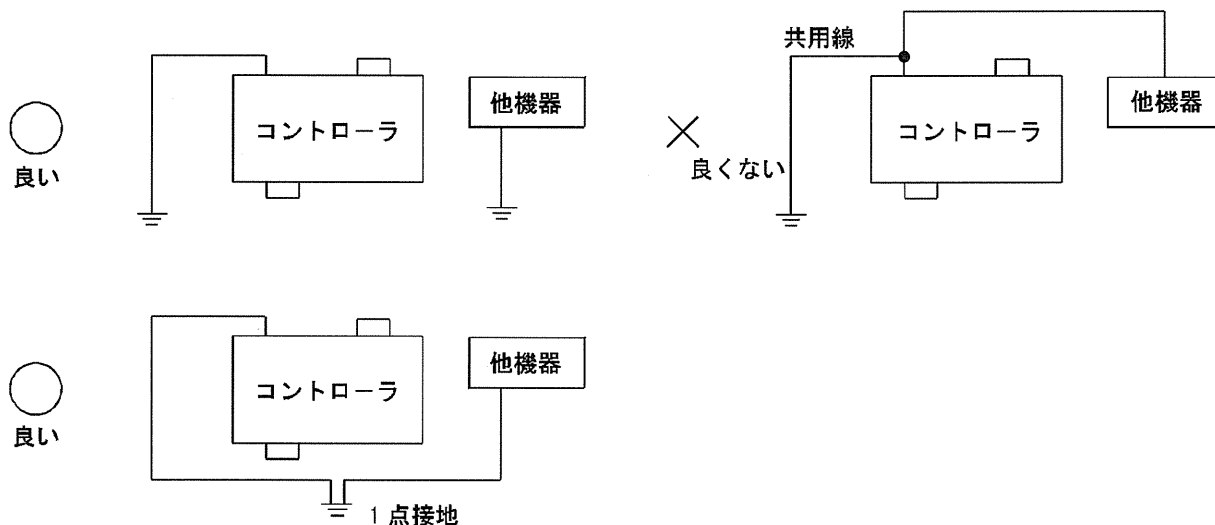 良い
コントローラ
他機器
良くない
共用線
コントローラ
他機器
良い
コントローラ
他機器
1点接地